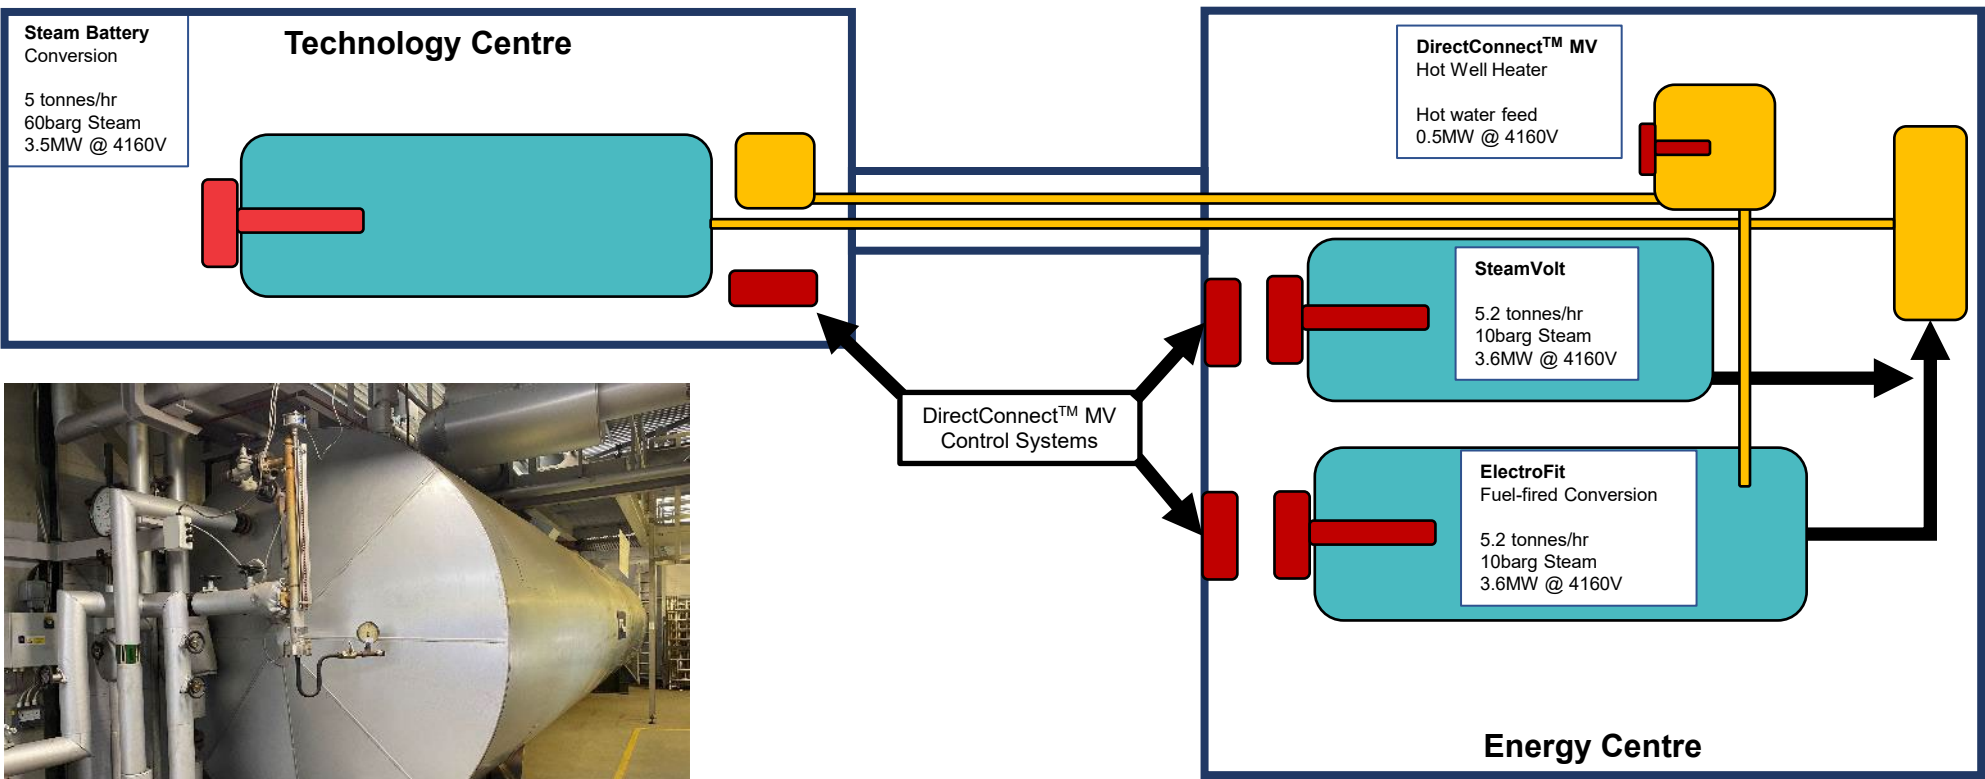 Steam Battery
Conversion
5 tonnes/hr
60barg Steam
3.5MW @ 4160V
Technology Centre
DirectConnect™ MV
Hot Well Heater
Hot water feed
0.5MW @ 4160V
SteamVolt
5.2 tonnes/hr
10barg Steam
3.6MW @ 4160V
DirectConnect™ MV
Control Systems
ElectroFit
Fuel-fired Conversion
5.2 tonnes/hr
10barg Steam
3.6MW @ 4160V
Energy Centre